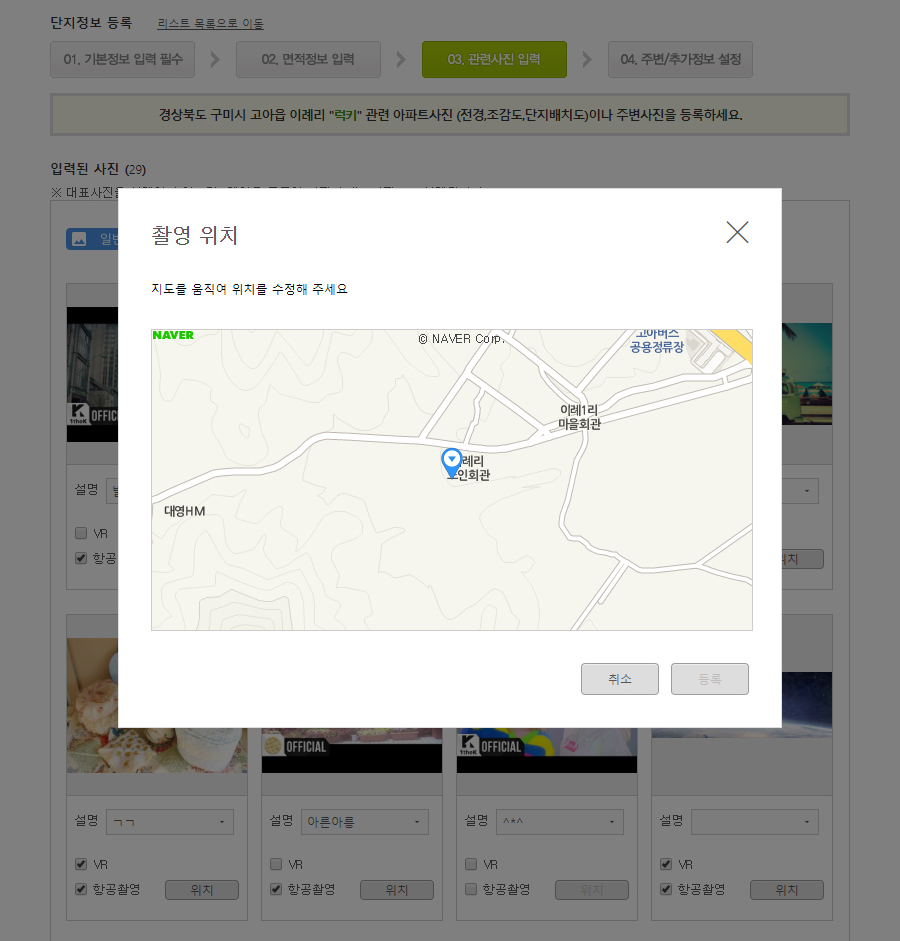 단지정보 등록 리스트 목록으로 이동
01. 기본정보 입력 필수
02. 면적정보 입력
03. 관련사진 입력
04. 주변/추가정보 설정
경상북도 구미시 고아읍 이례리 "럭키" 관련 아파트사진 (전경,조감도,단지배치도)이나 주변사진을 등록하세요.
입력된 사진 (29)
※ 대표사진을
촬영 위치
지도를 움직여 위치를 수정해 주세요
NAVER
© NAVER Corp.
고아버스
공용정류장
이례1리
마을회관
례리
인회관
대영HM
취소
등록
설명
VR
항공
위치
OFFICIAL
1theK OFFICIAL
설명 ㄱㄱ
VR
항공촬영 위치
설명 아른아릉
VR
항공촬영 위치
설명 ^*^
VR
항공촬영 위치
설명
VR
항공촬영 위치